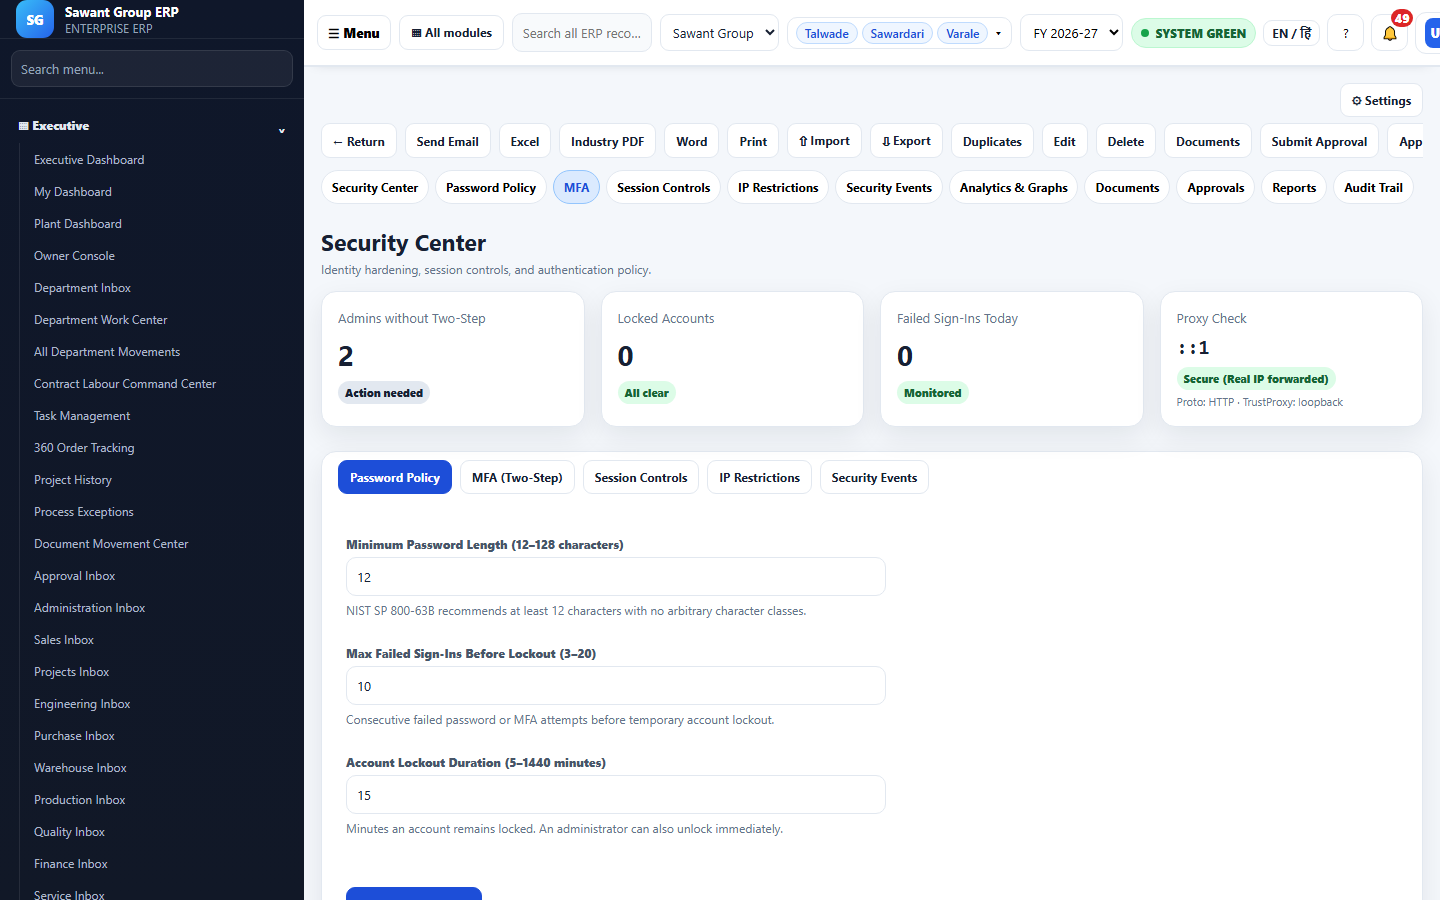 SG
Sawant Group ERP
ENTERPRISE ERP
Search menu...
Executive
Executive Dashboard
My Dashboard
Plant Dashboard
Owner Console
Department Inbox
Department Work Center
All Department Movements
Contract Labour Command Center
Task Management
360 Order Tracking
Project History
Process Exceptions
Document Movement Center
Approval Inbox
Administration Inbox
Sales Inbox
Projects Inbox
Engineering Inbox
Purchase Inbox
Warehouse Inbox
Production Inbox
Quality Inbox
Finance Inbox
Service Inbox
☰ Menu
All modules
Search all ERP reco...
Sawant Group
Talwade Sawardari Varale
FY 2026-27
SYSTEM GREEN
EN / हिं
?
49
U
⚙ Settings
← Return Send Email Excel Industry PDF Word Print ⇧ Import ⇩ Export Duplicates Edit Delete Documents Submit Approval App
Security Center Password Policy MFA Session Controls IP Restrictions Security Events Analytics & Graphs Documents Approvals Reports Audit Trail
Security Center
Identity hardening, session controls, and authentication policy.
Admins without Two-Step
2
Action needed
Locked Accounts
0
All clear
Failed Sign-Ins Today
0
Monitored
Proxy Check
::1
Secure (Real IP forwarded)
Proto: HTTP · TrustProxy: loopback
Password Policy MFA (Two-Step) Session Controls IP Restrictions Security Events
Minimum Password Length (12–128 characters)
12
NIST SP 800-63B recommends at least 12 characters with no arbitrary character classes.
Max Failed Sign-Ins Before Lockout (3–20)
10
Consecutive failed password or MFA attempts before temporary account lockout.
Account Lockout Duration (5–1440 minutes)
15
Minutes an account remains locked. An administrator can also unlock immediately.